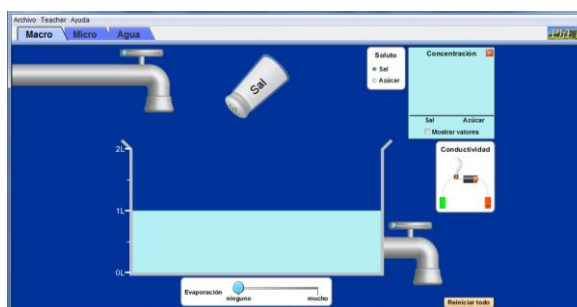 Archivo Teacher Ayuda
Macro Micro Agua
PhET
Soluto
Sal
Azúcar
Concentración
Sal Azúcar
Mostrar valores
Sal
Conductividad
2L
1L
0L
Evaporación
ninguno mucho
Reiniciar todo